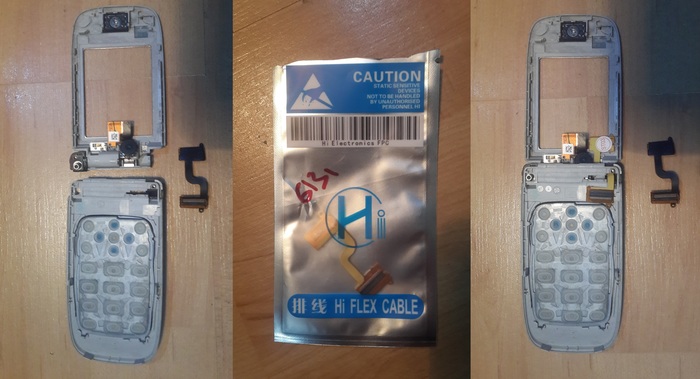 CAUTION
STATIC SENSITIVE
DEVICES
NOT TO BE HANDLED
BY UNAUTHORISED
PERSONNEL HI
Hi Electronics FPC
6131
Hi
排线 Hi FLEX CABLE